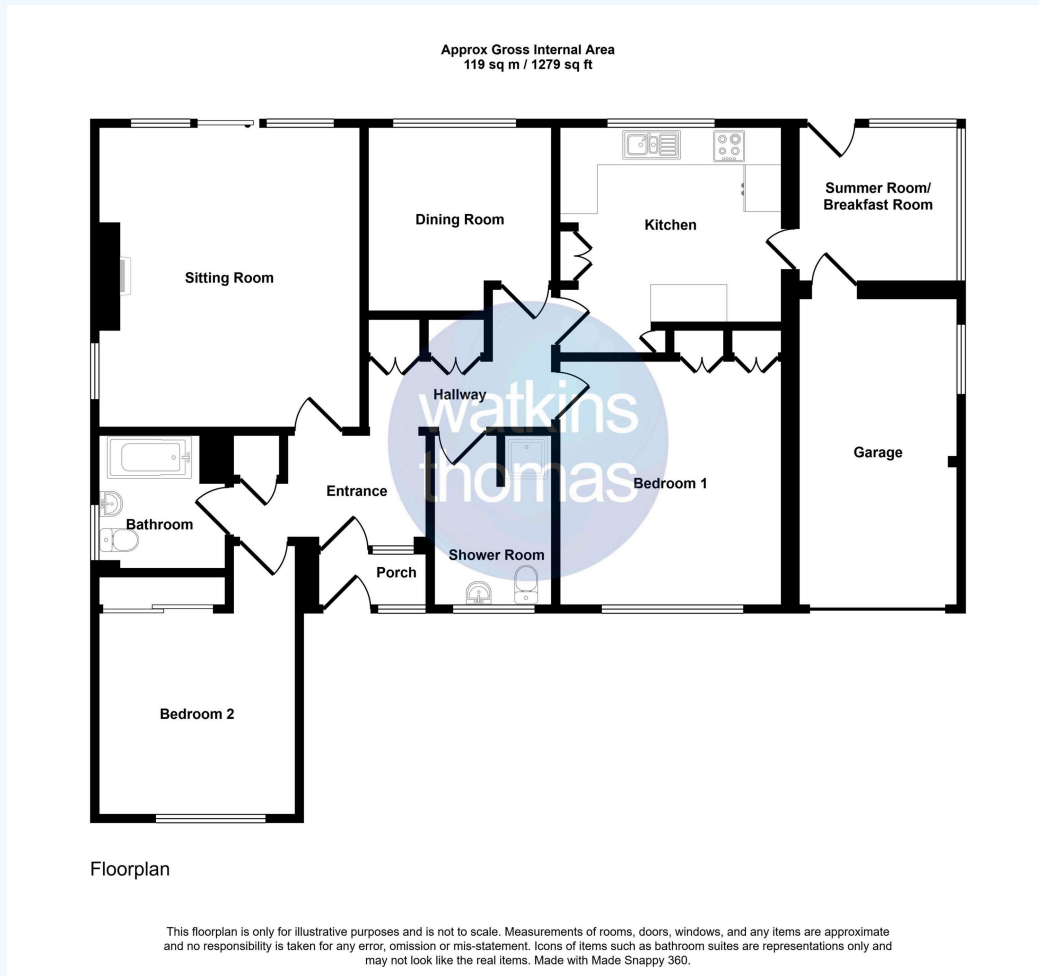 Approx Gross Internal Area
119 sq m / 1279 sq ft
Summer Room/
Breakfast Room
Dining Room
Kitchen
Sitting Room
Hallway
watkins
thomas
Garage
Bedroom 1
Entrance
Bathroom
Shower Room
Porch
Bedroom 2
Floorplan
This floorplan is only for illustrative purposes and is not to scale. Measurements of rooms, doors, windows, and any items are approximate
and no responsibility is taken for any error, omission or mis-statement. Icons of items such as bathroom suites are representations only and
may not look like the real items. Made with Made Snappy 360.